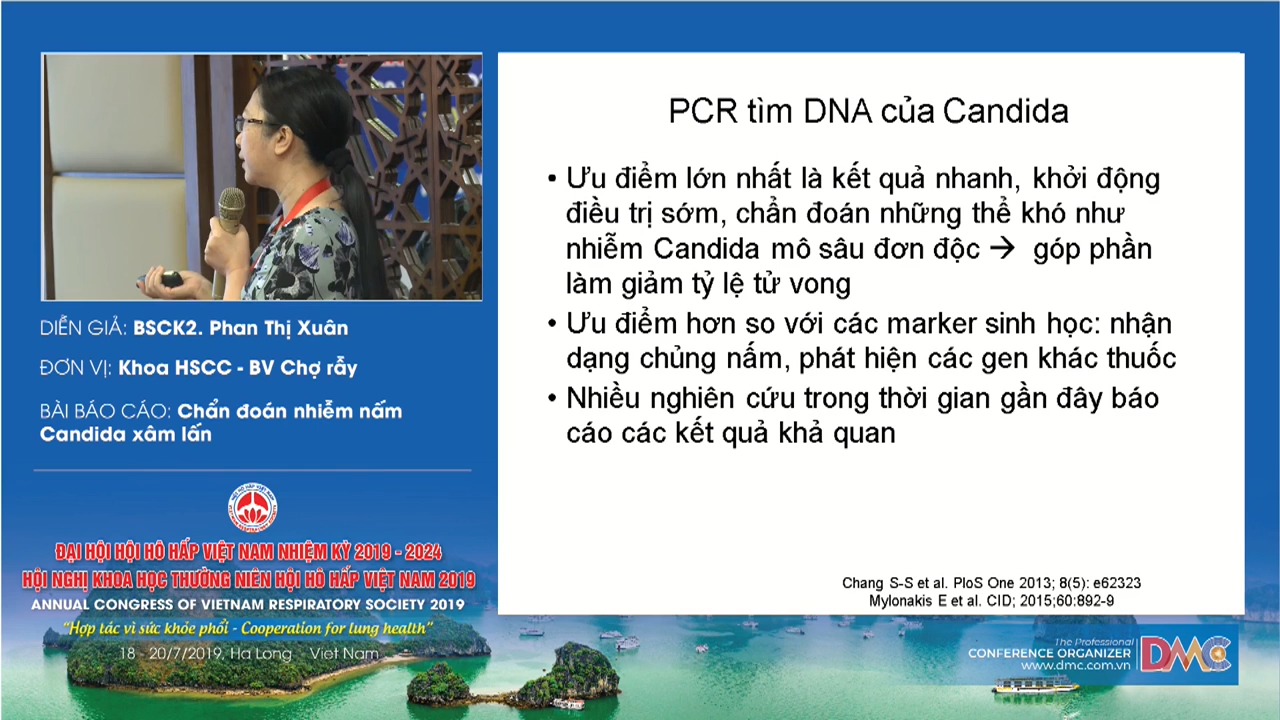 PCR tìm DNA của Candida
• Ưu điểm lớn nhất là kết quả nhanh, khởi động
điều trị sớm, chẩn đoán những thể khó như
nhiễm Candida mô sâu đơn độc → góp phần
làm giảm tỷ lệ tử vong
• Ưu điểm hơn so với các marker sinh học: nhận
dạng chủng nấm, phát hiện các gen khác thuốc
• Nhiều nghiên cứu trong thời gian gần đây báo
cáo các kết quả khả quan
Chang S-S et al. PloS One 2013; 8(5): e62323
Mylonakis E et al. CID; 2015;60:892-9
DIỄN GIẢ: BSCK2. Phan Thị Xuân
ĐƠN VỊ: Khoa HSCC - BV Chợ rẫy
BÀI BÁO CÁO: Chẩn đoán nhiễm nấm
Candida xâm lấn
ĐẠI HỘI HỘI HÔ HẤP VIỆT NAM NHIỆM KỲ 2019 - 2024
HỘI NGHỊ KHOA HỌC THƯỜNG NIÊN HỘI HÔ HẤP VIỆT NAM 2019
ANNUAL CONGRESS OF VIETNAM RESPIRATORY SOCIETY 2019
"Hợp tác vì sức khỏe phổi - Cooperation for lung health"
18 - 20/7/2019, Ha Long - Viet Nam
The Professional
CONFERENCE ORGANIZER
www.dmc.com.vn
DMC